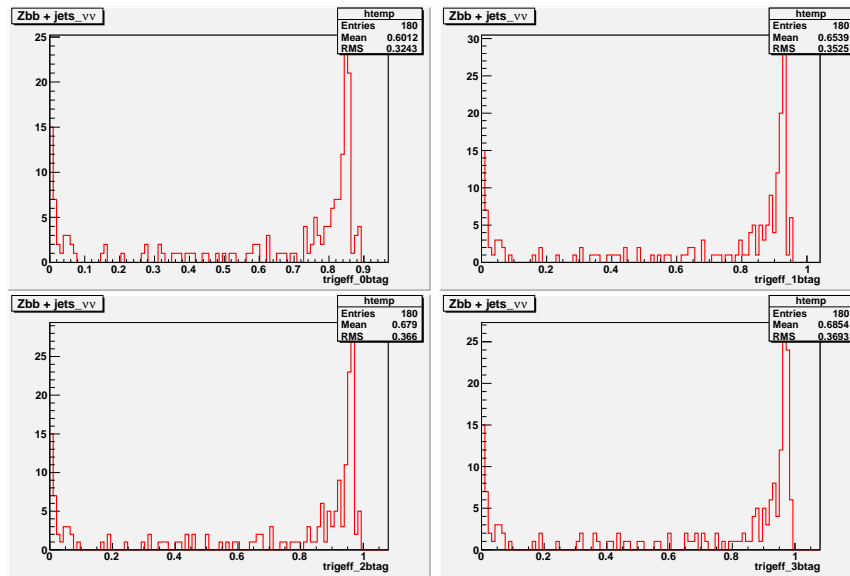 Zbb + jets_νν
htemp
Entries 180
Mean 0.6012
RMS 0.3243
25
20
15
10
5
0
0 0.1 0.2 0.3 0.4 0.5 0.6 0.7 0.8 0.9
trigeff_0btag
Zbb + jets_νν
htemp
Entries 180
Mean 0.6539
RMS 0.3525
30
25
20
15
10
5
0
0 0.2 0.4 0.6 0.8 1
trigeff_1btag
Zbb + jets_νν
htemp
Entries 180
Mean 0.679
RMS 0.366
25
20
15
10
5
0
0 0.2 0.4 0.6 0.8 1
trigeff_2btag
Zbb + jets_νν
htemp
Entries 180
Mean 0.6854
RMS 0.3693
25
20
15
10
5
0
0 0.2 0.4 0.6 0.8 1
trigeff_3btag